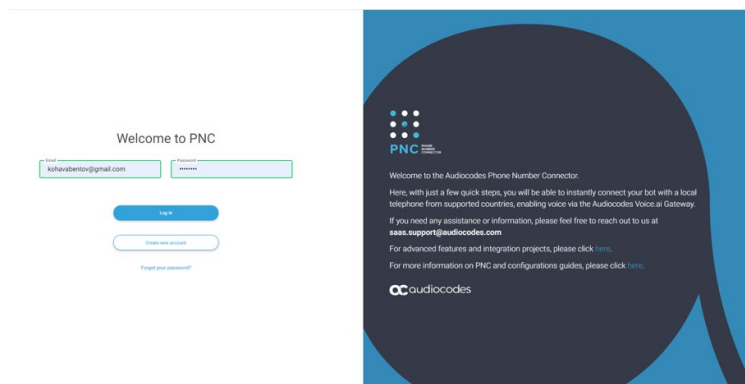 Welcome to PNC
Email
Password
kohavabentov@gmail.com
••••••••
Log in
Create new account
Forgot your password?
PNC PHONE NUMBER CONNECTOR
Welcome to the Audiocodes Phone Number Connector.
Here, with just a few quick steps, you will be able to instantly connect your bot with a local
telephone from supported countries, enabling voice via the Audiocodes Voice.ai Gateway.
If you need any assistance or information, please feel free to reach out to us at
saas.support@audiocodes.com
For advanced features and integration projects, please click here.
For more information on PNC and configurations guides, please click here.
audiocodes